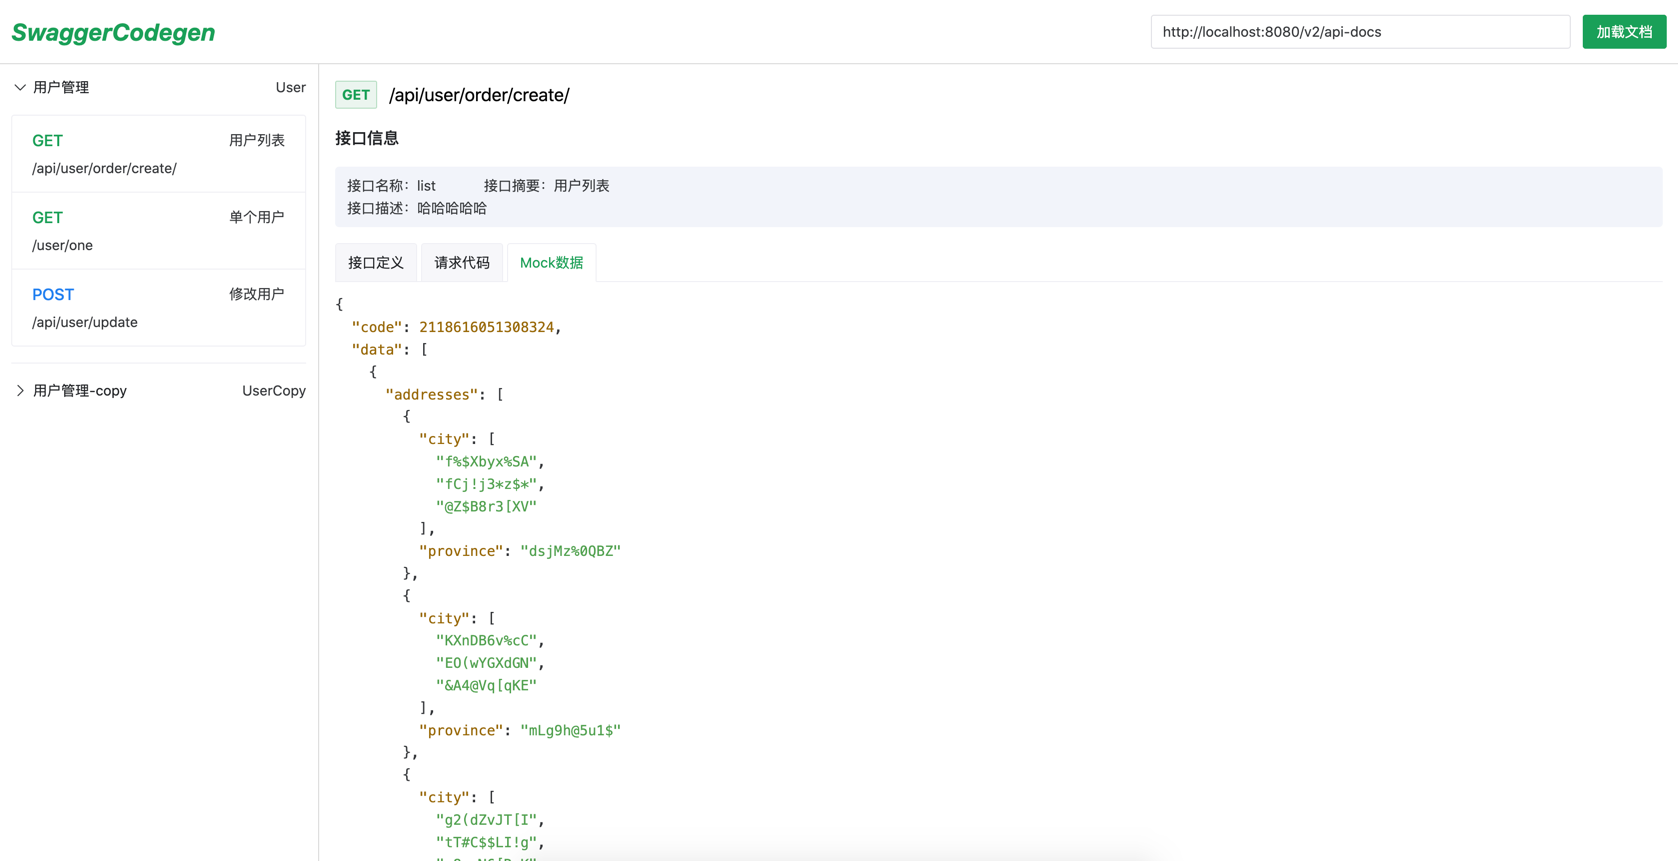 SwaggerCodegen
http://localhost:8080/v2/api-docs
加载文档
用户管理 User
GET 用户列表
/api/user/order/create/
GET 单个用户
/user/one
POST 修改用户
/api/user/update
用户管理-copy UserCopy
GET /api/user/order/create/
接口信息
接口名称：list 接口摘要：用户列表
接口描述：哈哈哈哈哈
接口定义 请求代码 Mock数据
{
"code": 2118616051308324,
"data": [
{
"addresses": [
{
"city": [
"f%$Xbyx%SA",
"fCj!j3*z$*",
"@Z$B8r3[XV"
],
"province": "dsjMz%0QBZ"
},
{
"city": [
"KXnDB6v%cC",
"EO(wYGXdGN",
"&A4@Vq[qKE"
],
"province": "mLg9h@5u1$"
},
{
"city": [
"g2(dZvJT[I",
"tT#C$$LI!g",